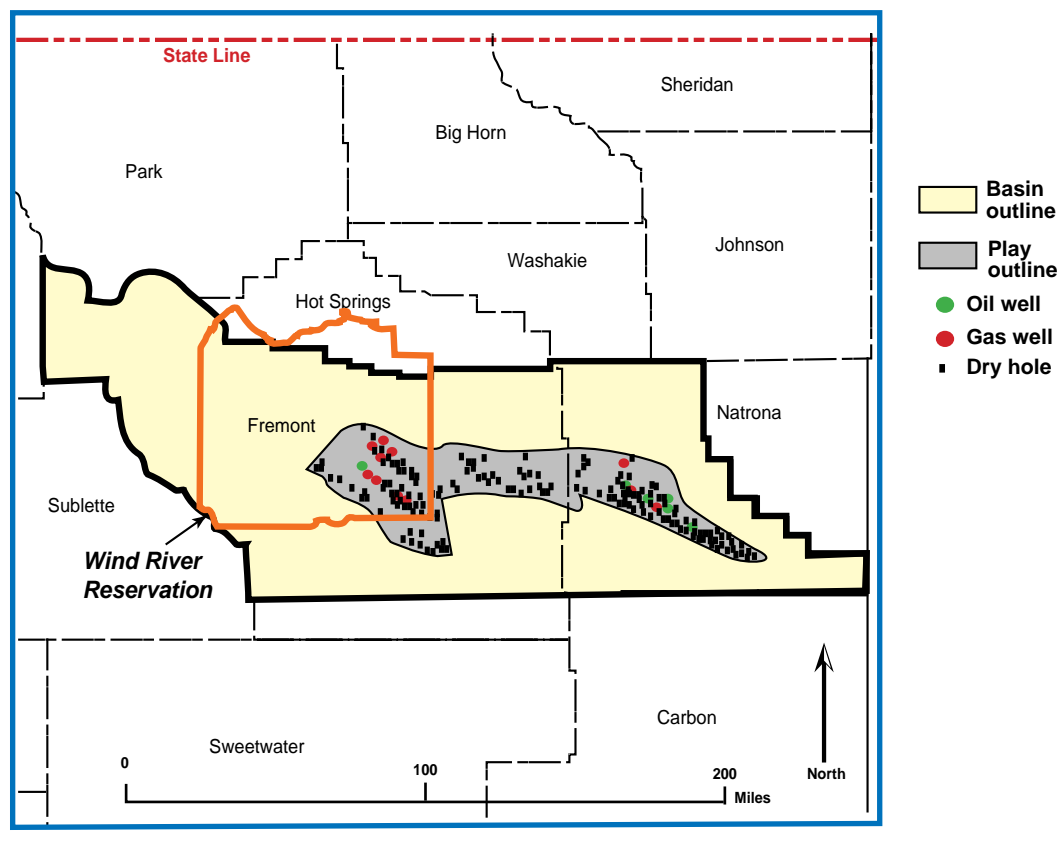 State Line
Sheridan
Big Horn
Park
Johnson
Washakie
Hot Springs
Fremont
Natrona
Sublette
Wind River
Reservation
Carbon
Sweetwater
0
100
200
Miles
North
Basin
outline
Play
outline
Oil well
Gas well
Dry hole